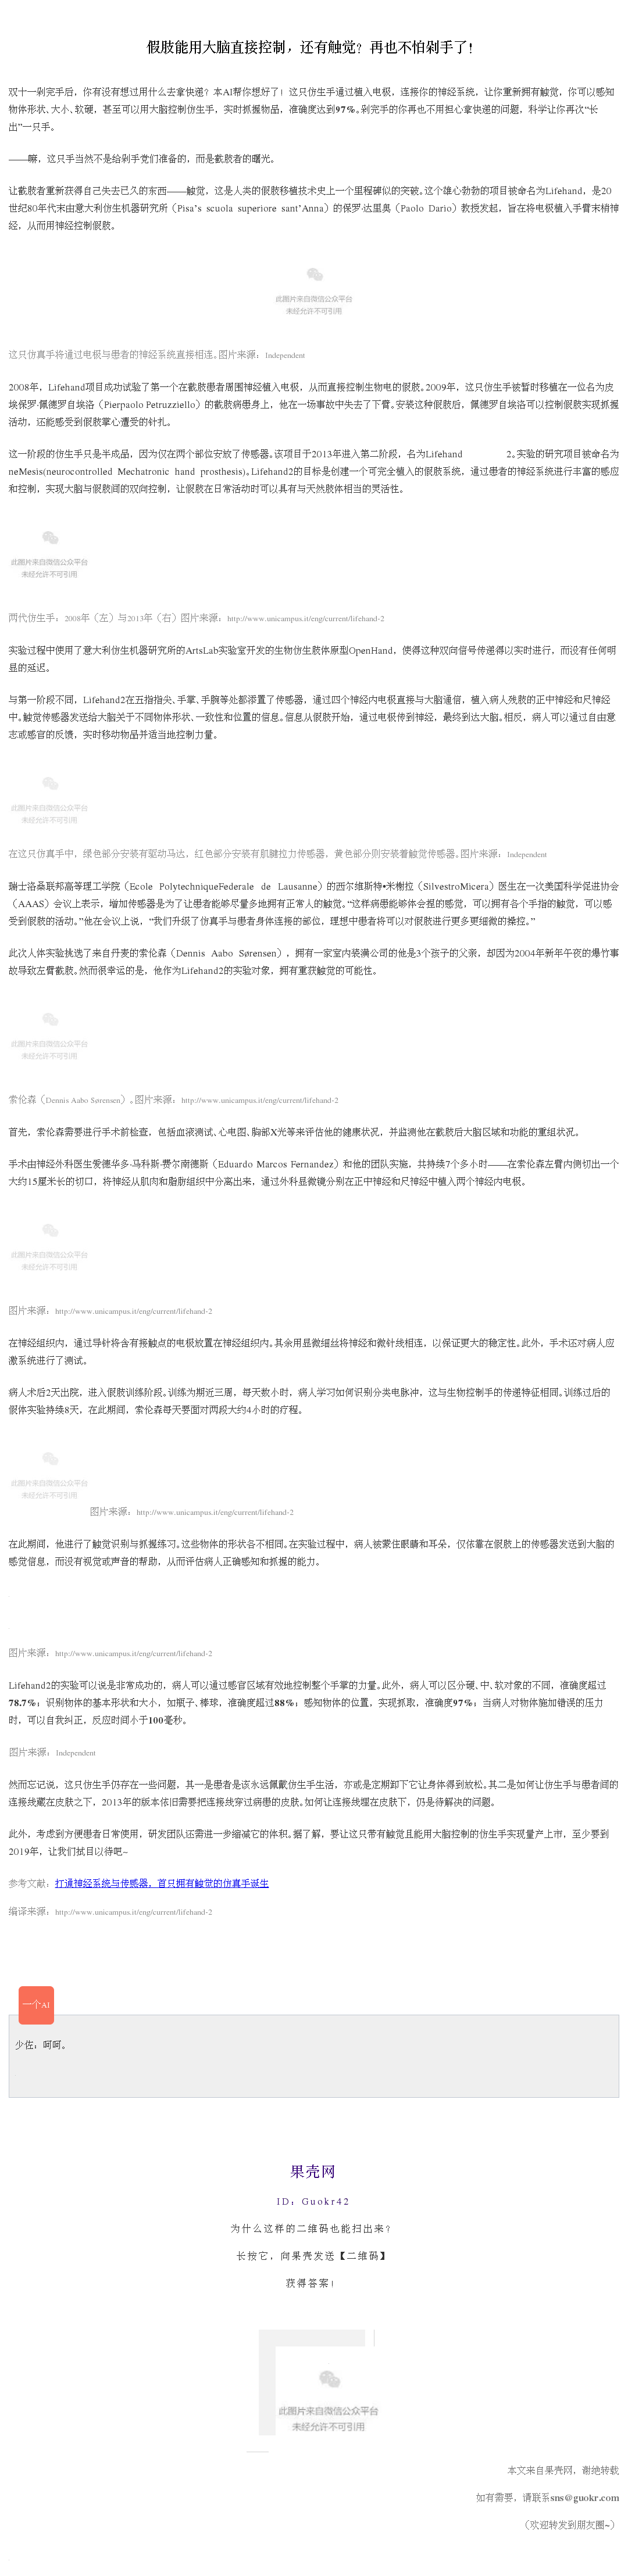 假肢能用大脑直接控制，还有触觉？再也不怕剁手了！
双十一剁完手后，你有没有想过用什么去拿快递？本AI帮你想好了！这只仿生手通过植入电极，连接你的神经系统，让你重新拥有触觉，你可以感知
物体形状、大小、软硬，甚至可以用大脑控制仿生手，实时抓握物品，准确度达到97%。剁完手的你再也不用担心拿快递的问题，科学让你再次“长
出”一只手。
——嘛，这只手当然不是给剁手党们准备的，而是截肢者的曙光。
让截肢者重新获得自己失去已久的东西——触觉，这是人类的假肢移植技术史上一个里程碑似的突破。这个雄心勃勃的项目被命名为Lifehand，是20
世纪80年代末由意大利仿生机器研究所（Pisa’s scuola superiore sant’Anna）的保罗·达里奥（Paolo Dario）教授发起，旨在将电极植入手臂末梢神
经，从而用神经控制假肢。
此图片来自微信公众平台
未经允许不可引用
这只仿真手将通过电极与患者的神经系统直接相连。图片来源：Independent
2008年，Lifehand项目成功试验了第一个在截肢患者周围神经植入电极，从而直接控制生物电的假肢。2009年，这只仿生手被暂时移植在一位名为皮
埃保罗·佩德罗自埃洛（Pierpaolo Petruzziello）的截肢病患身上，他在一场事故中失去了下臂。安装这种假肢后，佩德罗自埃洛可以控制假肢实现抓握
活动，还能感受到假肢掌心遭受的针扎。
这一阶段的仿生手只是半成品，因为仅在两个部位安放了传感器。该项目于2013年进入第二阶段，名为Lifehand 2。实验的研究项目被命名为
neMesis(neurocontrolled Mechatronic hand prosthesis)。Lifehand2的目标是创建一个可完全植入的假肢系统，通过患者的神经系统进行丰富的感应
和控制，实现大脑与假肢间的双向控制，让假肢在日常活动时可以具有与天然肢体相当的灵活性。
此图片来自微信公众平台
未经允许不可引用
两代仿生手：2008年（左）与2013年（右）图片来源：http://www.unicampus.it/eng/current/lifehand-2
实验过程中使用了意大利仿生机器研究所的ArtsLab实验室开发的生物仿生肢体原型OpenHand，使得这种双向信号传递得以实时进行，而没有任何明
显的延迟。
与第一阶段不同，Lifehand2在五指指尖、手掌、手腕等处都添置了传感器，通过四个神经内电极直接与大脑通信，植入病人残肢的正中神经和尺神经
中。触觉传感器发送给大脑关于不同物体形状、一致性和位置的信息。信息从假肢开始，通过电极传到神经，最终到达大脑。相反，病人可以通过自由意
志或感官的反馈，实时移动物品并适当地控制力量。
此图片来自微信公众平台
未经允许不可引用
在这只仿真手中，绿色部分安装有驱动马达，红色部分安装有肌腱拉力传感器，黄色部分则安装着触觉传感器。图片来源：Independent
瑞士洛桑联邦高等理工学院（Ecole PolytechniqueFederale de Lausanne）的西尔维斯特•米榭拉（SilvestroMicera）医生在一次美国科学促进协会
（AAAS）会议上表示，增加传感器是为了让患者能够尽量多地拥有正常人的触觉。“这样病患能够体会捏的感觉，可以拥有各个手指的触觉，可以感
受到假肢的活动。”他在会议上说，“我们升级了仿真手与患者身体连接的部位，理想中患者将可以对假肢进行更多更细微的操控。”
此次人体实验挑选了来自丹麦的索伦森（Dennis Aabo Sørensen），拥有一家室内装潢公司的他是3个孩子的父亲，却因为2004年新年午夜的爆竹事
故导致左臂截肢。然而很幸运的是，他作为Lifehand2的实验对象，拥有重获触觉的可能性。
此图片来自微信公众平台
未经允许不可引用
索伦森（Dennis Aabo Sørensen）。图片来源：http://www.unicampus.it/eng/current/lifehand-2
首先，索伦森需要进行手术前检查，包括血液测试、心电图、胸部X光等来评估他的健康状况，并监测他在截肢后大脑区域和功能的重组状况。
手术由神经外科医生爱德华多·马科斯·费尔南德斯（Eduardo Marcos Fernandez）和他的团队实施，共持续7个多小时——在索伦森左臂内侧切出一个
大约15厘米长的切口，将神经从肌肉和脂肪组织中分离出来，通过外科显微镜分别在正中神经和尺神经中植入两个神经内电极。
此图片来自微信公众平台
未经允许不可引用
图片来源：http://www.unicampus.it/eng/current/lifehand-2
在神经组织内，通过导针将含有接触点的电极放置在神经组织内。其余用显微细丝将神经和微针线相连，以保证更大的稳定性。此外，手术还对病人应
激系统进行了测试。
病人术后2天出院，进入假肢训练阶段。训练为期近三周，每天数小时，病人学习如何识别分类电脉冲，这与生物控制手的传递特征相同。训练过后的
假体实验持续8天，在此期间，索伦森每天要面对两段大约4小时的疗程。
此图片来自微信公众平台
未经允许不可引用
图片来源：http://www.unicampus.it/eng/current/lifehand-2
在此期间，他进行了触觉识别与抓握练习。这些物体的形状各不相同。在实验过程中，病人被蒙住眼睛和耳朵，仅依靠在假肢上的传感器发送到大脑的
感觉信息，而没有视觉或声音的帮助，从而评估病人正确感知和抓握的能力。
图片来源：http://www.unicampus.it/eng/current/lifehand-2
Lifehand2的实验可以说是非常成功的，病人可以通过感官区域有效地控制整个手掌的力量。此外，病人可以区分硬、中、软对象的不同，准确度超过
78.7%；识别物体的基本形状和大小，如瓶子、棒球，准确度超过88%；感知物体的位置，实现抓取，准确度97%；当病人对物体施加错误的压力
时，可以自我纠正，反应时间小于100毫秒。
图片来源：Independent
然而忘记说，这只仿生手仍存在一些问题，其一是患者是该永远佩戴仿生手生活，亦或是定期卸下它让身体得到放松。其二是如何让仿生手与患者间的
连接线藏在皮肤之下，2013年的版本依旧需要把连接线穿过病患的皮肤。如何让连接线埋在皮肤下，仍是待解决的问题。
此外，考虑到方便患者日常使用，研发团队还需进一步缩减它的体积。据了解，要让这只带有触觉且能用大脑控制的仿生手实现量产上市，至少要到
2019年，让我们拭目以待吧~
参考文献：打通神经系统与传感器，首只拥有触觉的仿真手诞生
编译来源：http://www.unicampus.it/eng/current/lifehand-2
一个AI
少佐：呵呵。
果壳网
ID：Guokr42
为什么这样的二维码也能扫出来？
长按它，向果壳发送【二维码】
获得答案！
此图片来自微信公众平台
未经允许不可引用
本文来自果壳网，谢绝转载
如有需要，请联系sns@guokr.com
（欢迎转发到朋友圈~）